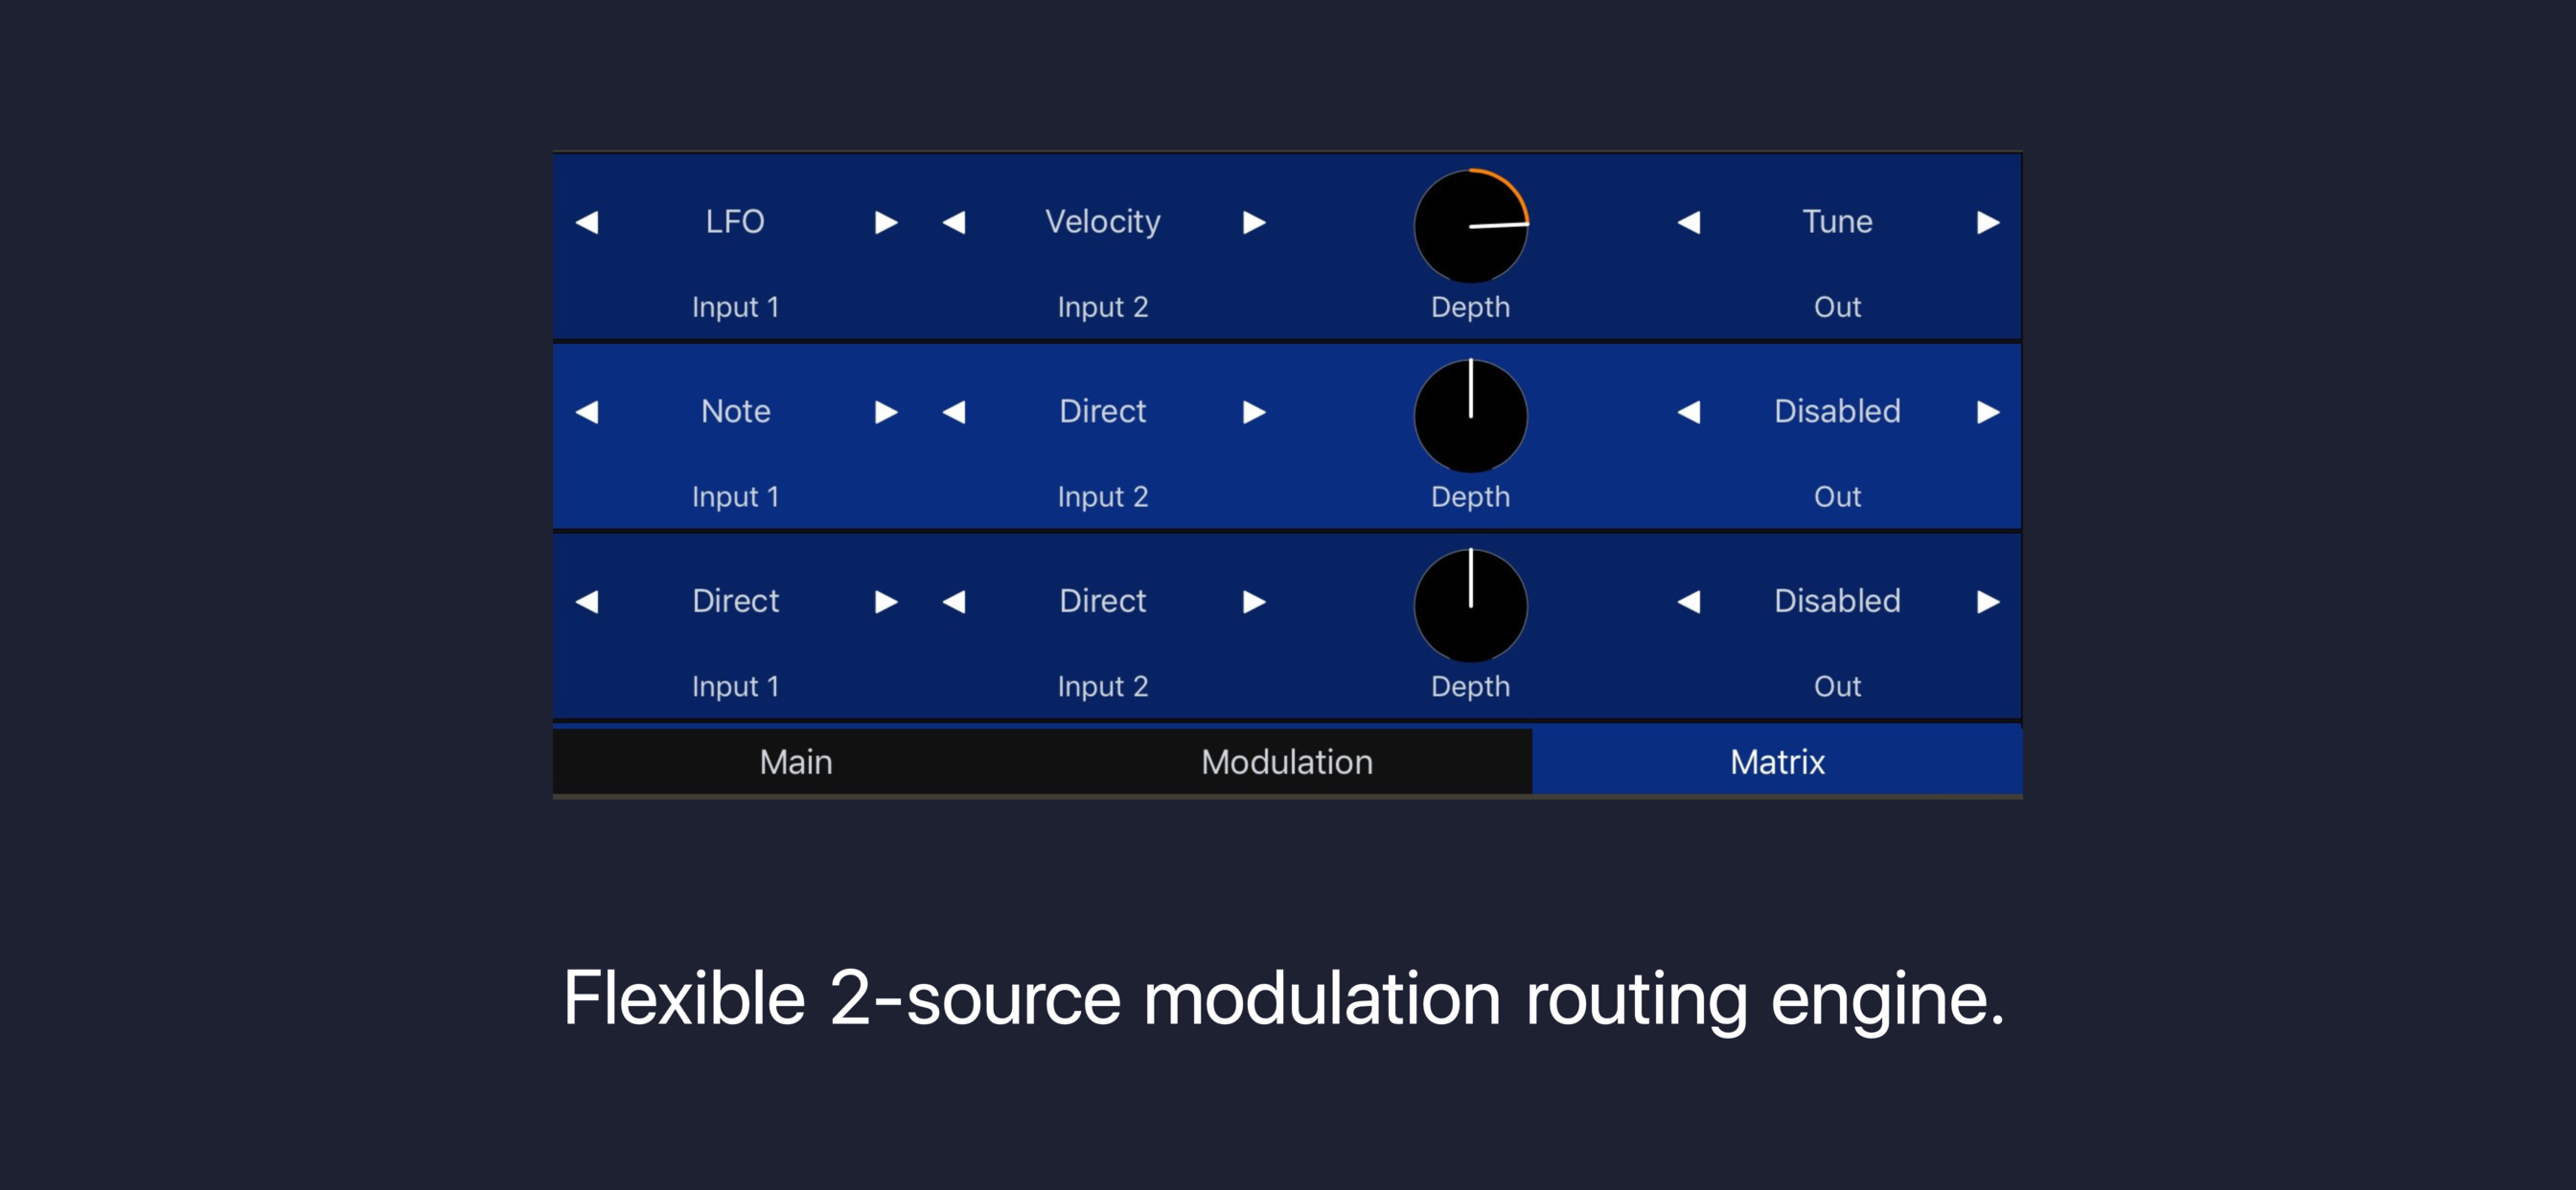 LFO Velocity Tune
Input 1 Input 2 Depth Out
Note Direct Disabled
Input 1 Input 2 Depth Out
Direct Direct Disabled
Input 1 Input 2 Depth Out
Main Modulation Matrix
Flexible 2-source modulation routing engine.